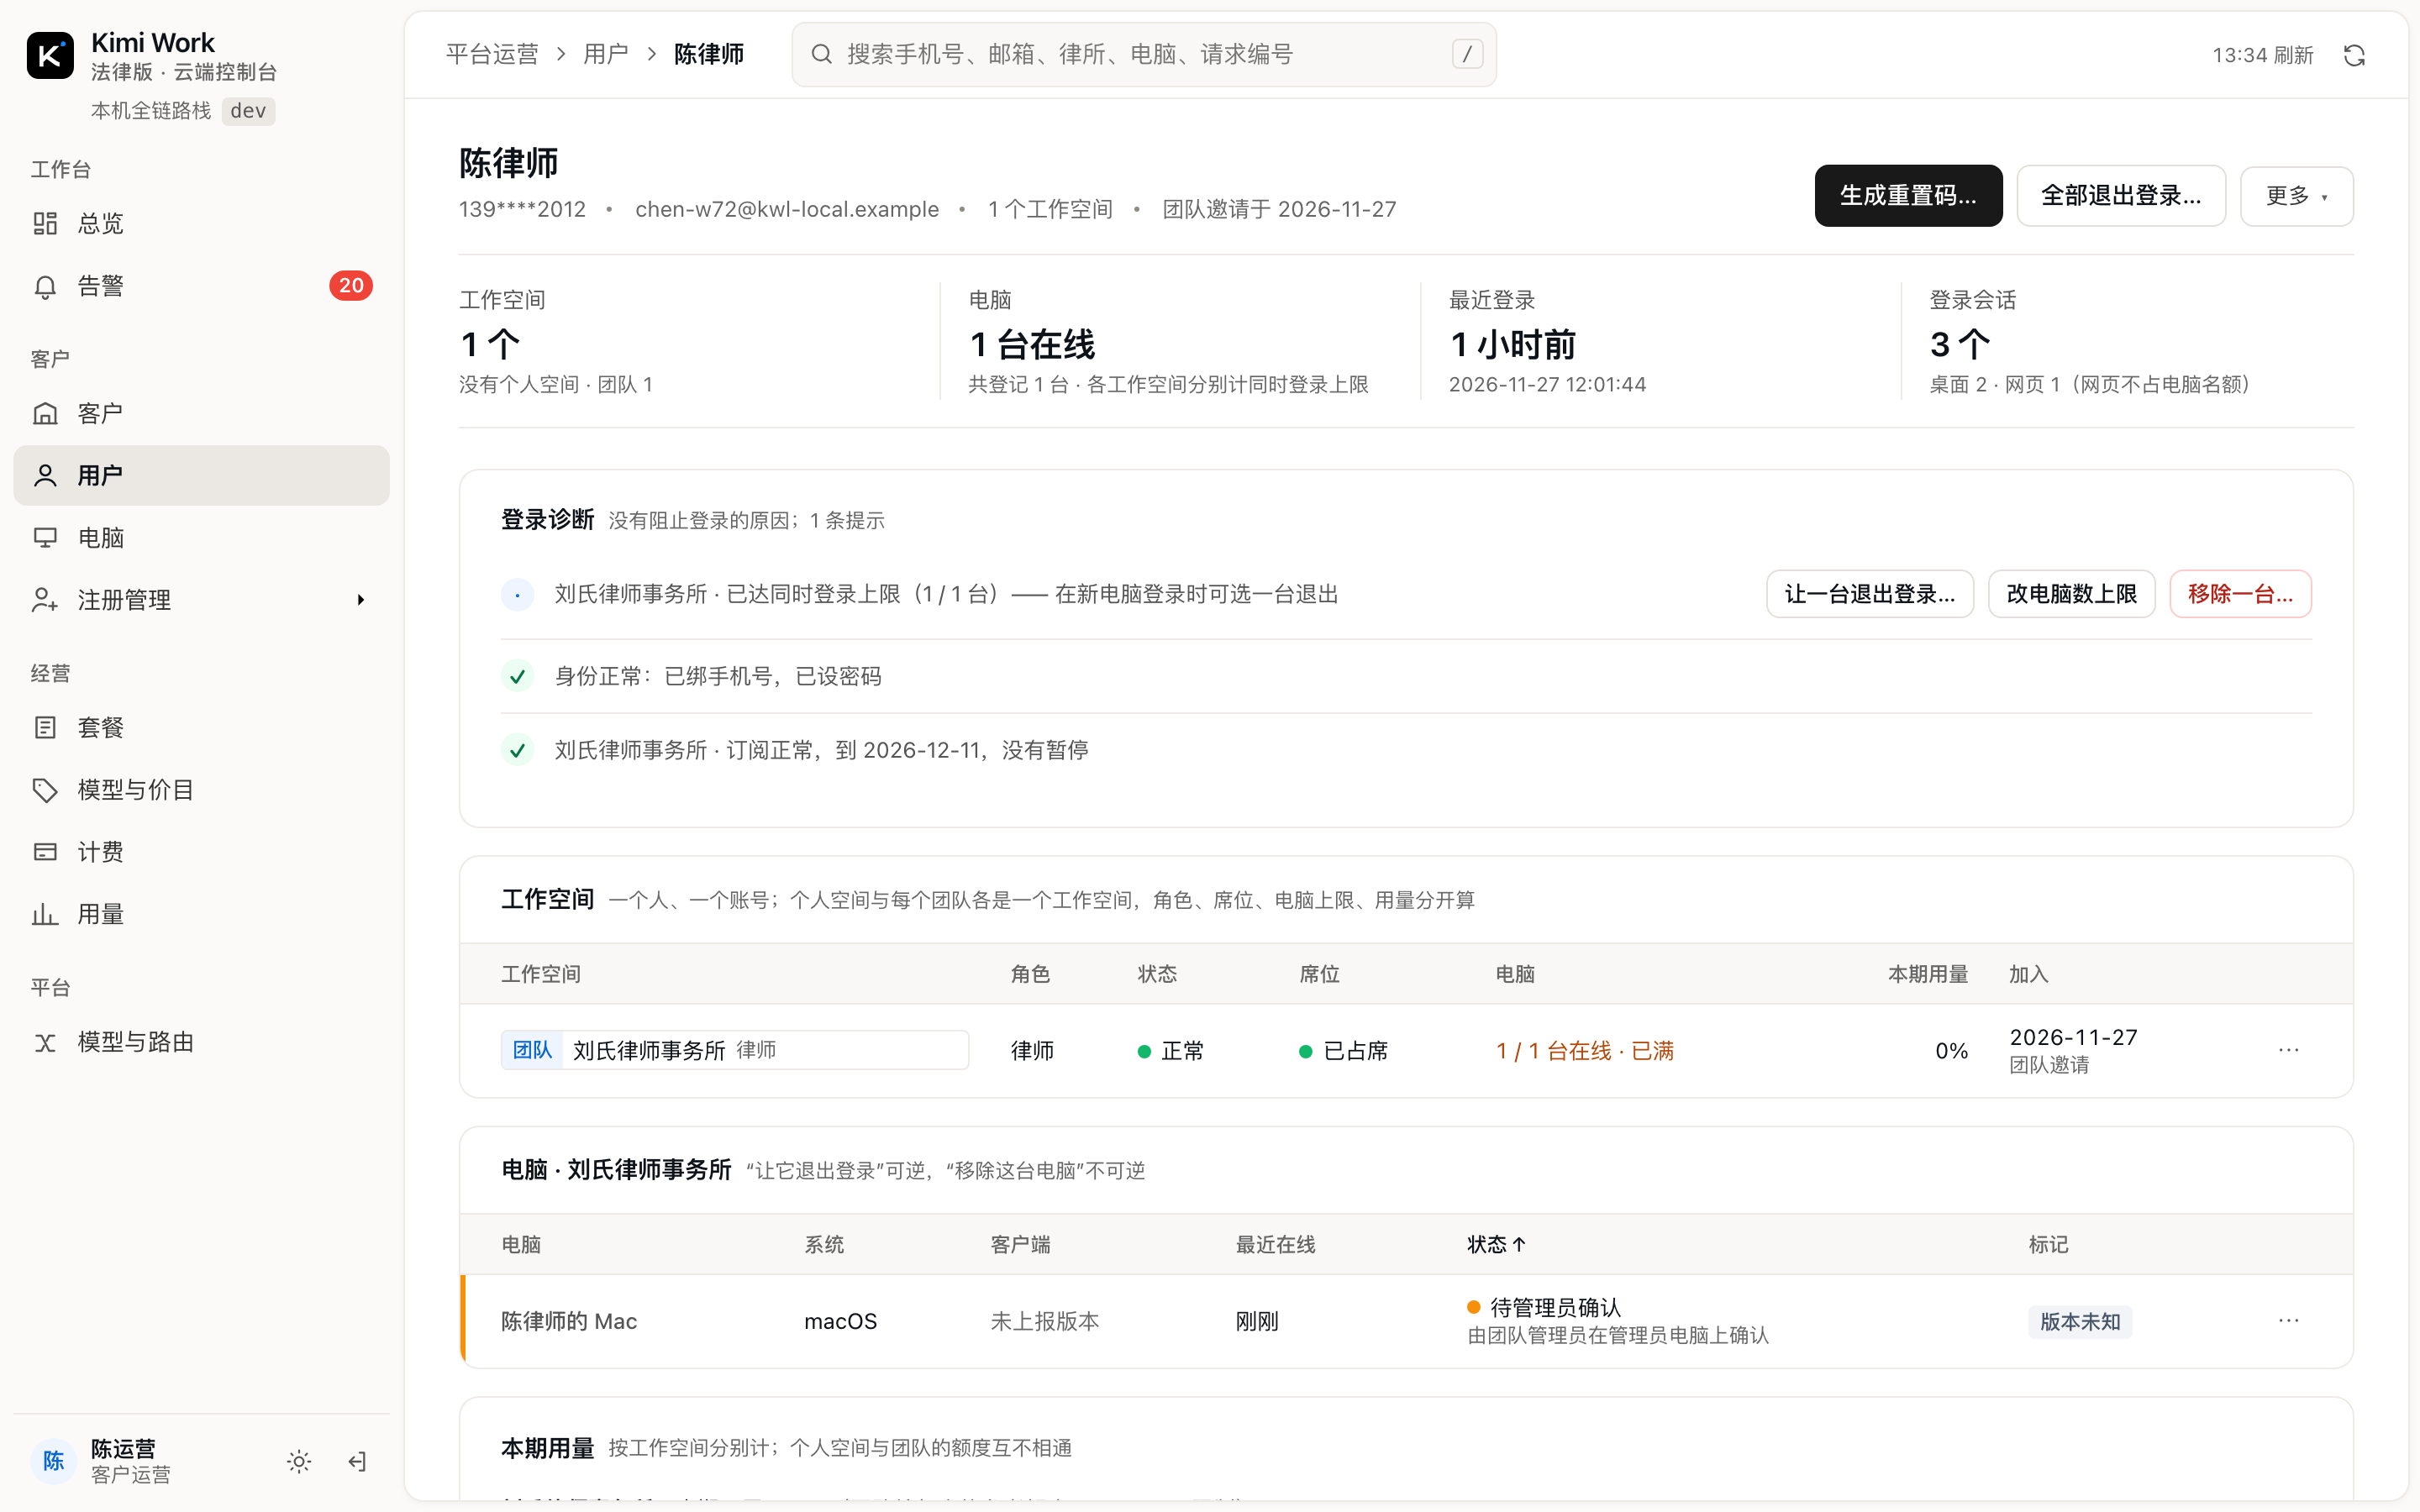 Kimi Work
法律版 · 云端控制台
本机全链路栈 dev
工作台
总览
告警 20
客户
客户
用户
电脑
注册管理
经营
套餐
模型与价目
计费
用量
平台
模型与路由
陈 陈运营
客户运营
平台运营 > 用户 > 陈律师
搜索手机号、邮箱、律所、电脑、请求编号 /
13:34 刷新
陈律师
139****2012 • chen-w72@kwl-local.example • 1 个工作空间 • 团队邀请于 2026-11-27
生成重置码... 全部退出登录... 更多
工作空间
1 个
没有个人空间 · 团队 1
电脑
1 台在线
共登记 1 台 · 各工作空间分别计同时登录上限
最近登录
1 小时前
2026-11-27 12:01:44
登录会话
3 个
桌面 2 · 网页 1（网页不占电脑名额）
登录诊断 没有阻止登录的原因；1 条提示
刘氏律师事务所 · 已达同时登录上限（1 / 1 台）—— 在新电脑登录时可选一台退出 让一台退出登录... 改电脑数上限 移除一台...
身份正常：已绑手机号，已设密码
刘氏律师事务所 · 订阅正常，到 2026-12-11，没有暂停
工作空间 一个人、一个账号；个人空间与每个团队各是一个工作空间，角色、席位、电脑上限、用量分开算
工作空间 角色 状态 席位 电脑 本期用量 加入
团队 刘氏律师事务所 律师 律师 正常 已占席 1 / 1 台在线 · 已满 0% 2026-11-27
团队邀请
...
电脑 · 刘氏律师事务所 “让它退出登录”可逆，“移除这台电脑”不可逆
电脑 系统 客户端 最近在线 状态 ↑ 标记
陈律师的 Mac macOS 未上报版本 刚刚 待管理员确认 版本未知 ...
由团队管理员在管理员电脑上确认
本期用量 按工作空间分别计；个人空间与团队的额度互不相通